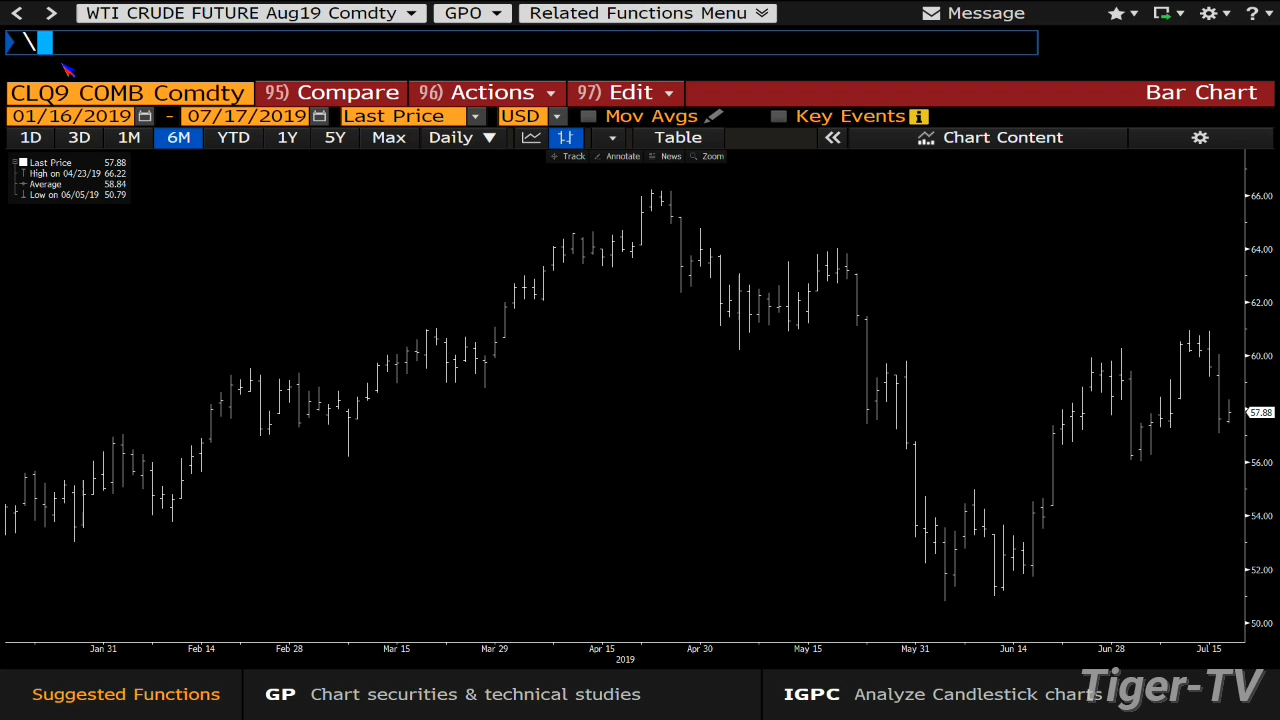 WTI CRUDE FUTURE Aug19 Comdty GPO Related Functions Menu Message ?
\
CLQ9 COMB Comdty 95) Compare 96) Actions 97) Edit Bar Chart
01/16/2019 - 07/17/2019 Last Price USD Mov Avgs Key Events i
1D 3D 1M 6M YTD 1Y 5Y Max Daily Table Chart Content
Track Annotate News Zoom
Last Price 57.88
High on 04/23/19 66.22
Average 58.84
Low on 06/05/19 50.79
66.00
64.00
62.00
60.00
57.88
56.00
54.00
52.00
50.00
Jan 31 Feb 14 Feb 28 Mar 15 Mar 29 Apr 15 Apr 30 May 15 May 31 Jun 14 Jun 28 Jul 15
2019
Suggested Functions GP Chart securities & technical studies IGPC Analyze Candlestick charts
Tiger-TV